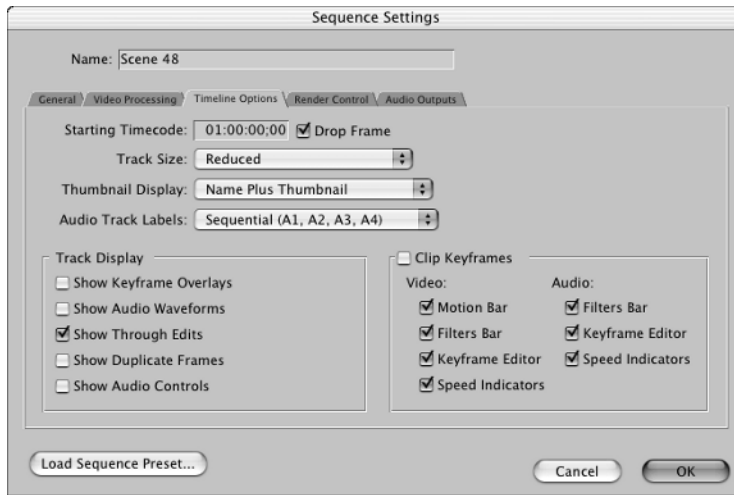 Sequence Settings
Name: Scene 48
General
Video Processing
Timeline Options
Render Control
Audio Outputs
Starting Timecode: 01:00:00;00 Drop Frame
Track Size: Reduced
Thumbnail Display: Name Plus Thumbnail
Audio Track Labels: Sequential (A1, A2, A3, A4)
Track Display
Show Keyframe Overlays
Show Audio Waveforms
Show Through Edits
Show Duplicate Frames
Show Audio Controls
Clip Keyframes
Video:
Motion Bar
Filters Bar
Keyframe Editor
Speed Indicators
Audio:
Filters Bar
Keyframe Editor
Speed Indicators
Load Sequence Preset...
Cancel
OK